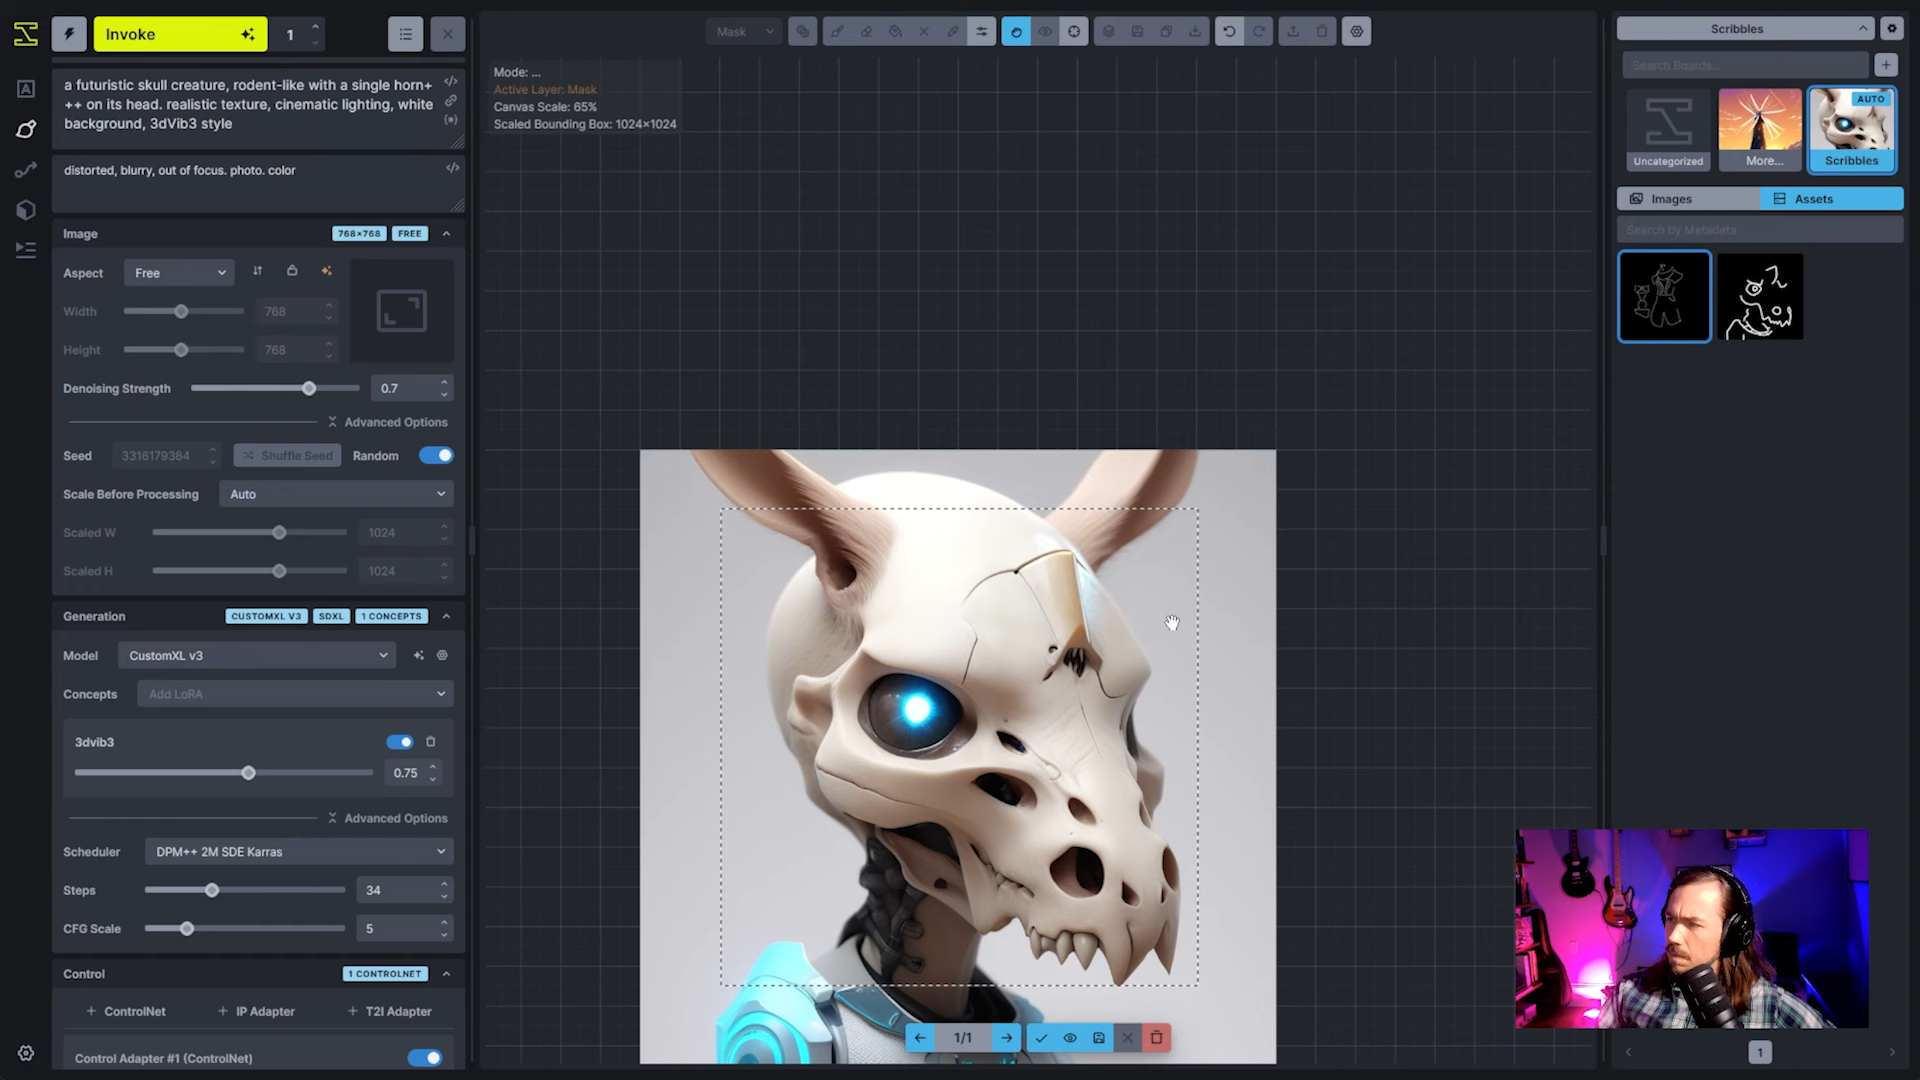 Invoke
1
Mask
Scribbles
Mode: ...
Active Layer: Mask
Canvas Scale: 65%
Scaled Bounding Box: 1024×1024
a futuristic skull creature, rodent-like with a single horn+
++ on its head. realistic texture, cinematic lighting, white
background, 3dVib3 style
distorted, blurry, out of focus. photo. color
Image
768×768
FREE
Aspect
Free
Width
768
Height
768
Denoising Strength
0.7
Advanced Options
Seed
3316179384
Shuffle Seed
Random
Scale Before Processing
Auto
Scaled W
1024
Scaled H
1024
Generation
CUSTOMXL V3
SDXL
1 CONCEPTS
Model
CustomXL v3
Concepts
Add LoRA
3dvib3
0.75
Advanced Options
Scheduler
DPM++ 2M SDE Karras
Steps
34
CFG Scale
5
Control
1 CONTROLNET
ControlNet
IP Adapter
T2I Adapter
Control Adapter #1 (ControlNet)
1/1
Search Boards...
AUTO
Uncategorized
More...
Scribbles
Images
Assets
Search by Metadata
1